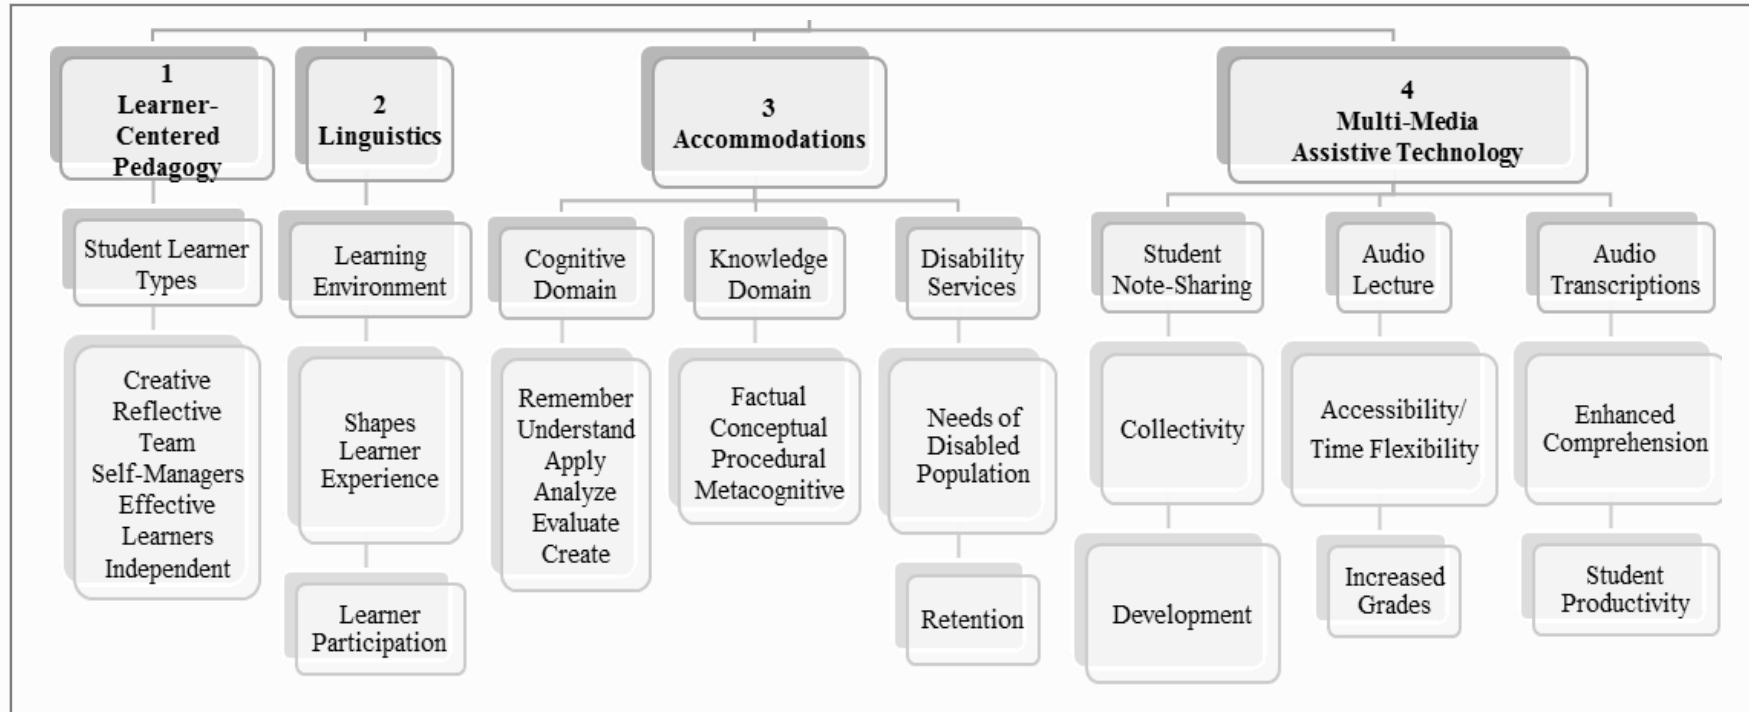 1
Learner-
Centered
Pedagogy
2
Linguistics
3
Accommodations
4
Multi-Media
Assistive Technology
Student Learner
Types
Learning
Environment
Cognitive
Domain
Knowledge
Domain
Disability
Services
Student
Note-Sharing
Audio
Lecture
Audio
Transcriptions
Creative
Reflective
Team
Self-Managers
Effective
Learners
Independent
Shapes
Learner
Experience
Remember
Understand
Apply
Analyze
Evaluate
Create
Factual
Conceptual
Procedural
Metacognitive
Needs of
Disabled
Population
Collectivity
Accessibility/
Time Flexibility
Enhanced
Comprehension
Learner
Participation
Retention
Development
Increased
Grades
Student
Productivity